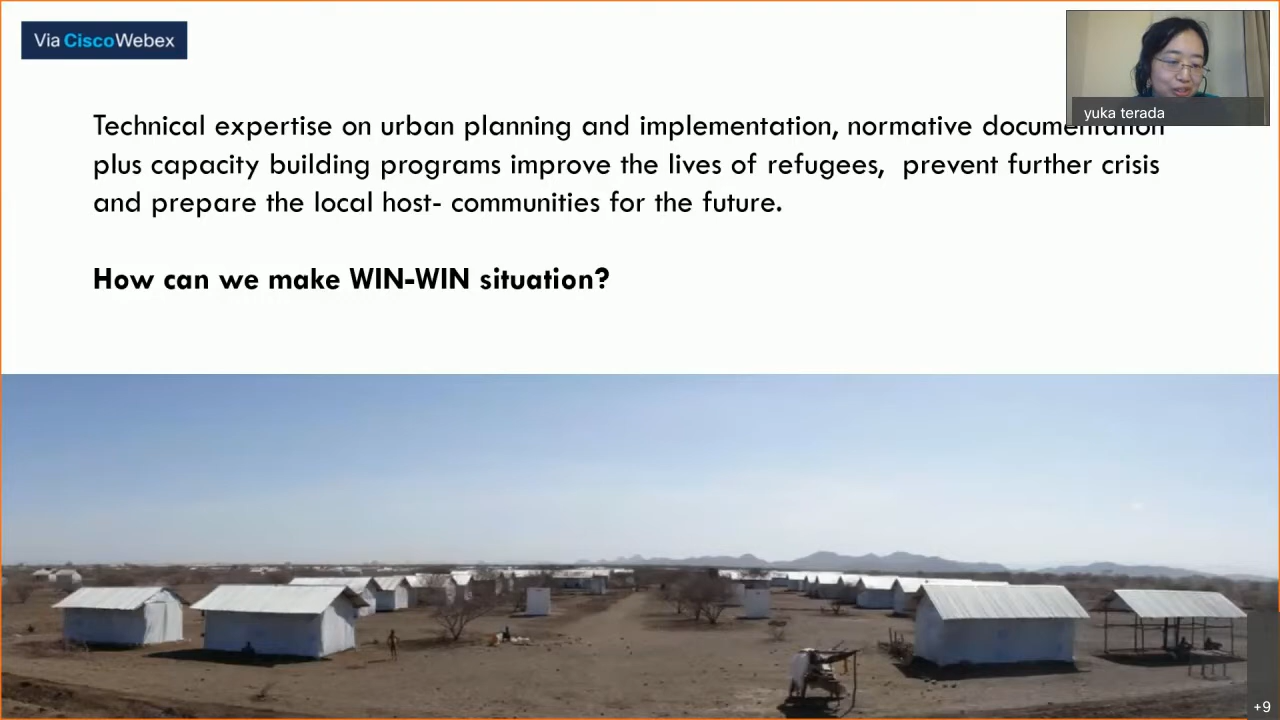 Via CiscoWebex
yuka terada
Technical expertise on urban planning and implementation, normative documentation
plus capacity building programs improve the lives of refugees,  prevent further crisis
and prepare the local host- communities for the future.
How can we make WIN-WIN situation?
+9